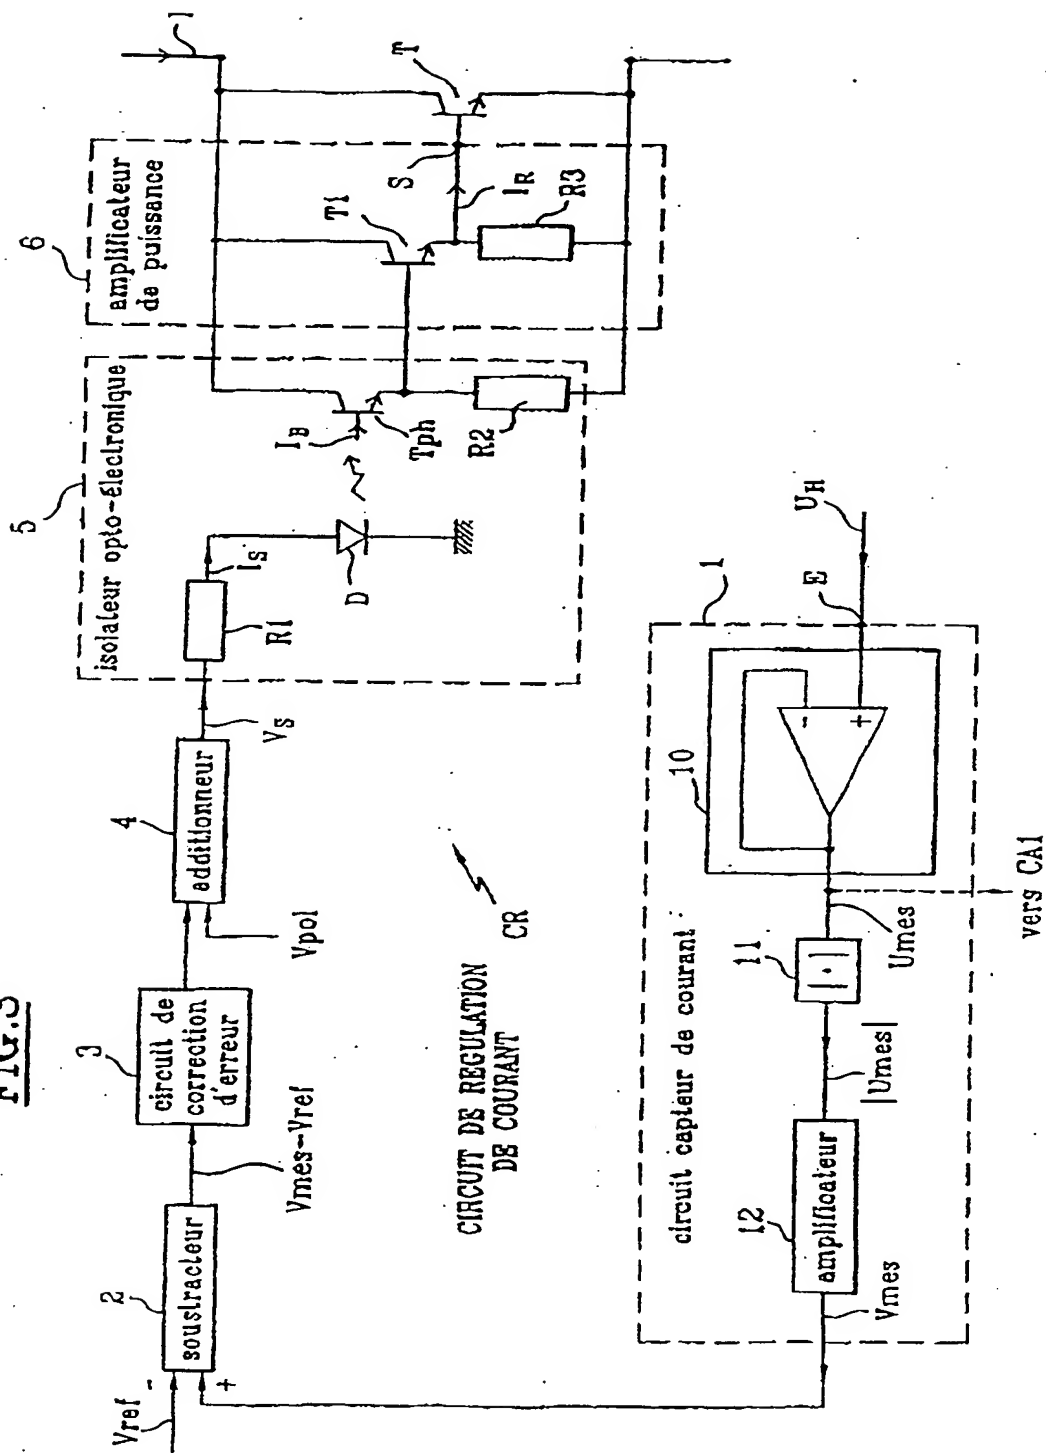 FIG.3
Vref
-
+
2
soustracteur
Vmes-Vref
3
circuit de
correction
d'erreur
Vpol
4
additionneur
VS
5
isolateur opto-électronique
R1
IS
D
IB
Tph
R2
6
amplificateur
de puissance
T1
S
IR
R3
T
I
CIRCUIT DE REGULATION
DE COURANT
CR
circuit capteur de courant
Vmes
12
amplificateur
|Umes|
11
|·|
Umes
vers CA1
10
-
+
1
E
UH